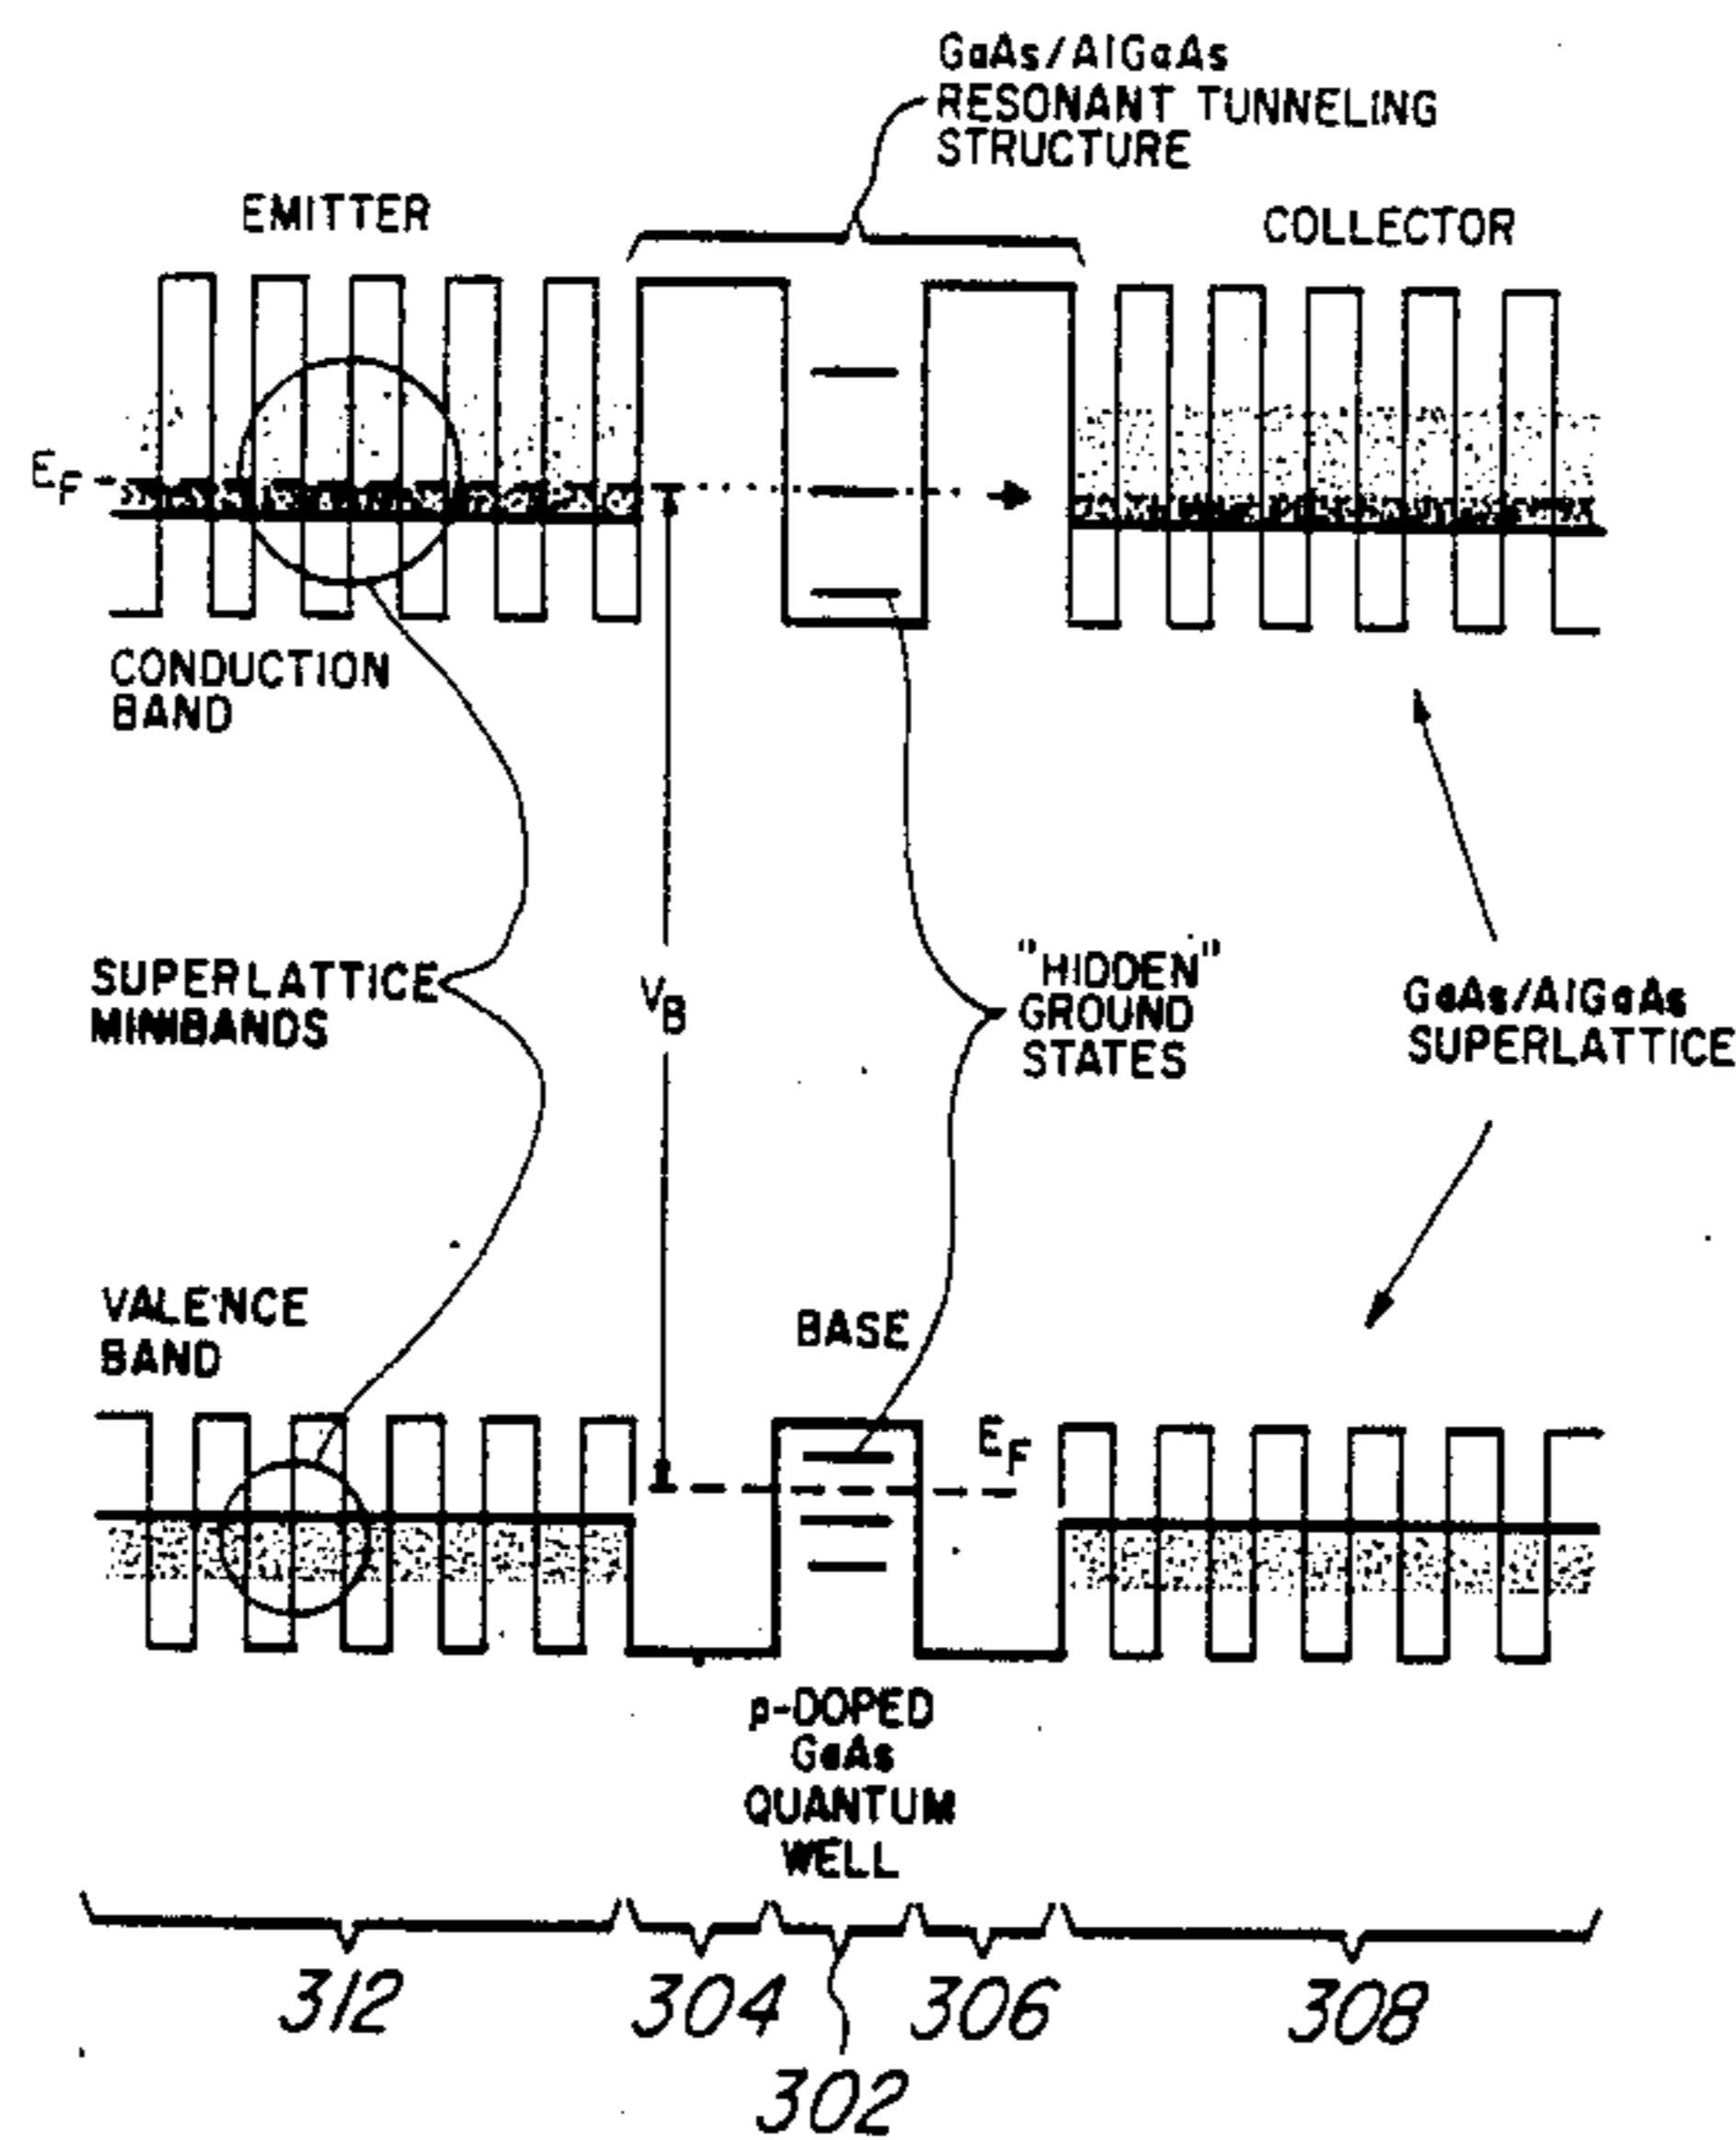 GaAs/AlGaAs
RESONANT TUNNELING
STRUCTURE
EMITTER
COLLECTOR
E_F
CONDUCTION
BAND
SUPERLATTICE
MINIBANDS
V_B
"HIDDEN"
GROUND
STATES
GaAs/AlGaAs
SUPERLATTICE
VALENCE
BAND
BASE
E_F
p-DOPED
GaAs
QUANTUM
WELL
312
304
306
308
302